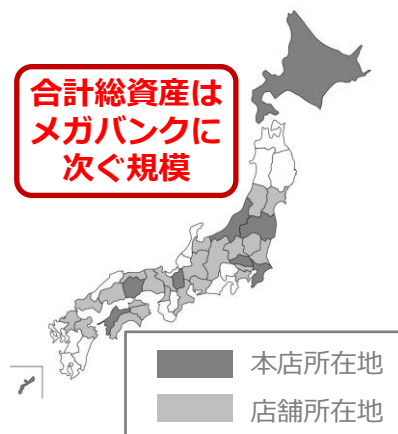 合計総資産は
メガバンクに
次ぐ規模
本店所在地
店舗所在地